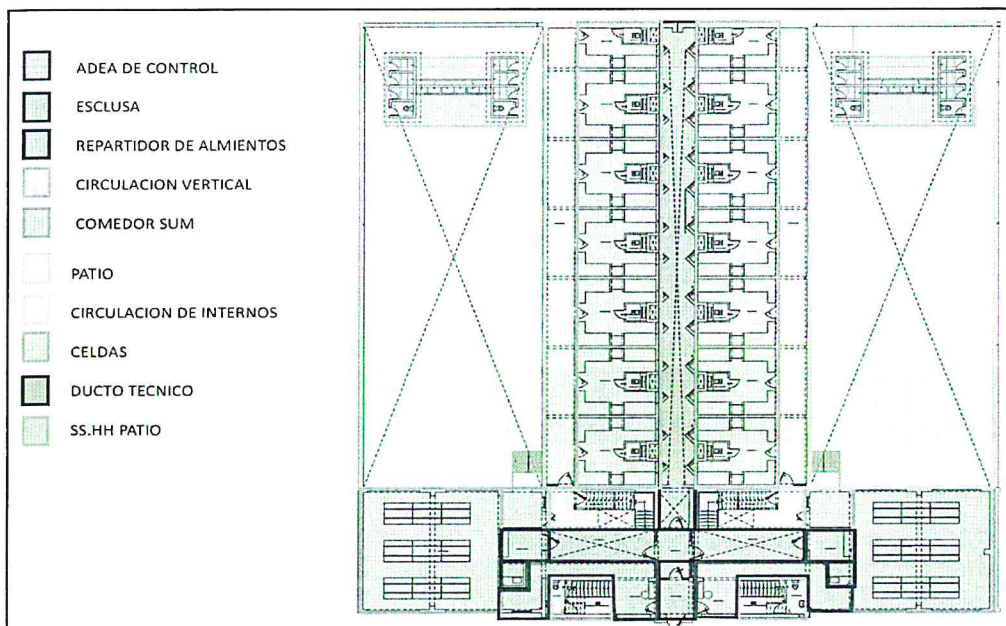 ADEA DE CONTROL
ESCLUSA
REPARTIDOR DE ALMIENTOS
CIRCULACION VERTICAL
COMEDOR SUM
PATIO
CIRCULACION DE INTERNOS
CELDAS
DUCTO TECNICO
SS.HH PATIO